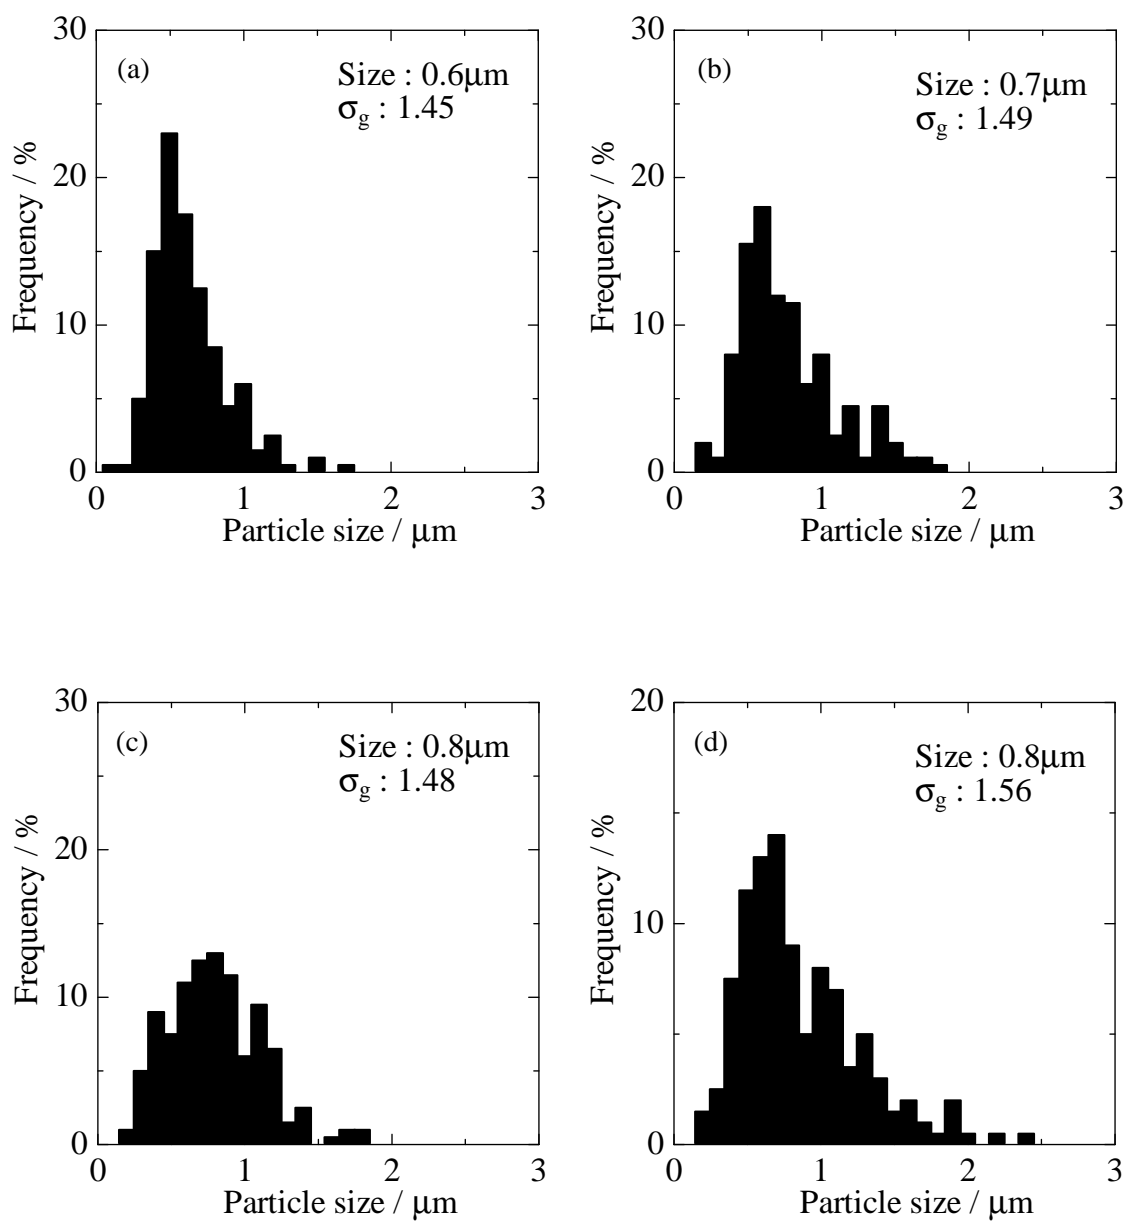 (a)
Size : 0.6μm
σg : 1.45
Frequency / %
30
20
10
0
0 1 2 3
Particle size / μm
(b)
Size : 0.7μm
σg : 1.49
Frequency / %
30
20
10
0
0 1 2 3
Particle size / μm
(c)
Size : 0.8μm
σg : 1.48
Frequency / %
30
20
10
0
0 1 2 3
Particle size / μm
(d)
Size : 0.8μm
σg : 1.56
Frequency / %
20
10
0
0 1 2 3
Particle size / μm